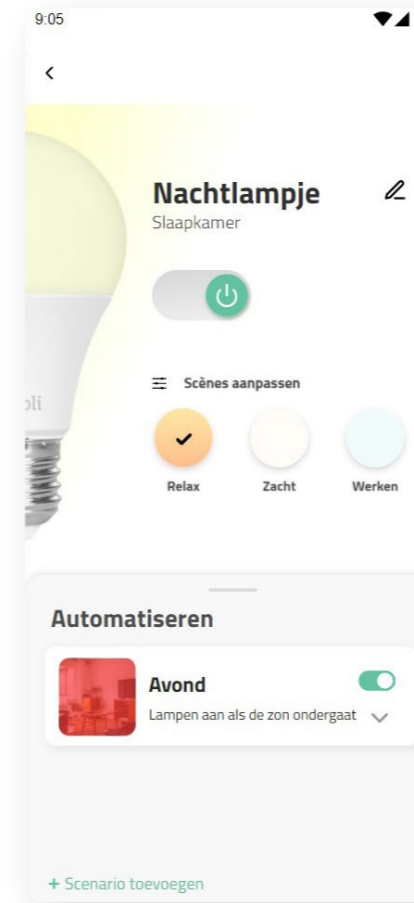 9:05
Nachtlampje
Slaapkamer
Scènes aanpassen
Relax
Zacht
Werken
Automatiseren
Avond
Lampen aan als de zon ondergaat
+ Scenario toevoegen